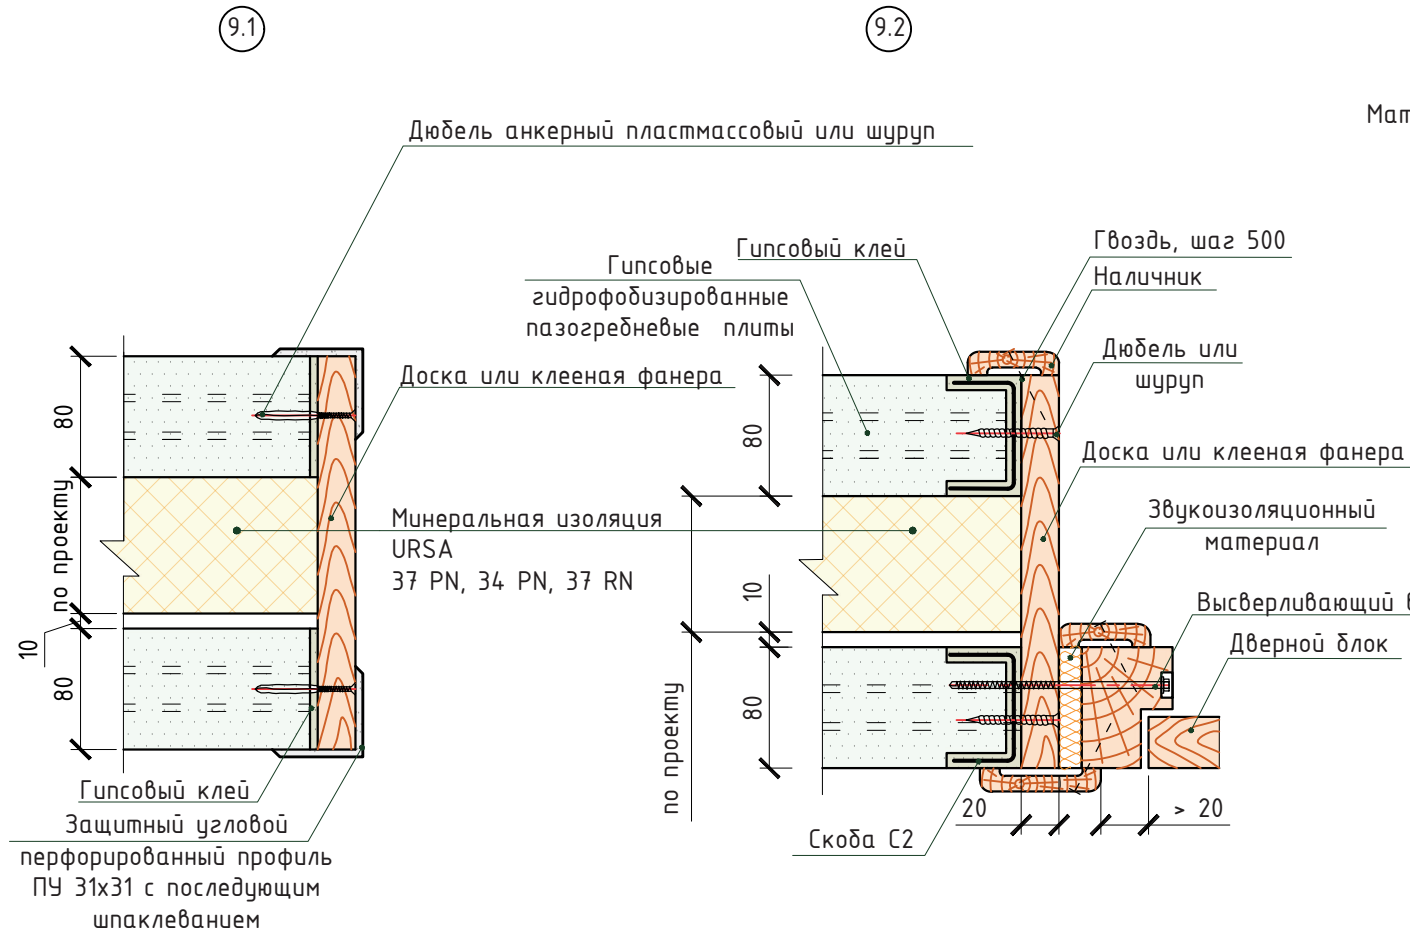 9.1
9.2
Дюбель анкерный пластмассовый или шуруп
Мат
Гипсовый клей
Гвоздь, шаг 500
Гипсовые
гидрофобизированные
пазогребневые плиты
Наличник
Дюбель или
шуруп
Доска или клееная фанера
80
80
Доска или клееная фанера
по проекту
Минеральная изоляция
URSA
37 PN, 34 PN, 37 RN
Звукоизоляционный
материал
10
Высверливающий в
Дверной блок
10
80
80
по проекту
Гипсовый клей
Защитный угловой
перфорированный профиль
ПУ 31х31 с последующим
шпаклеванием
20
> 20
Скоба С2